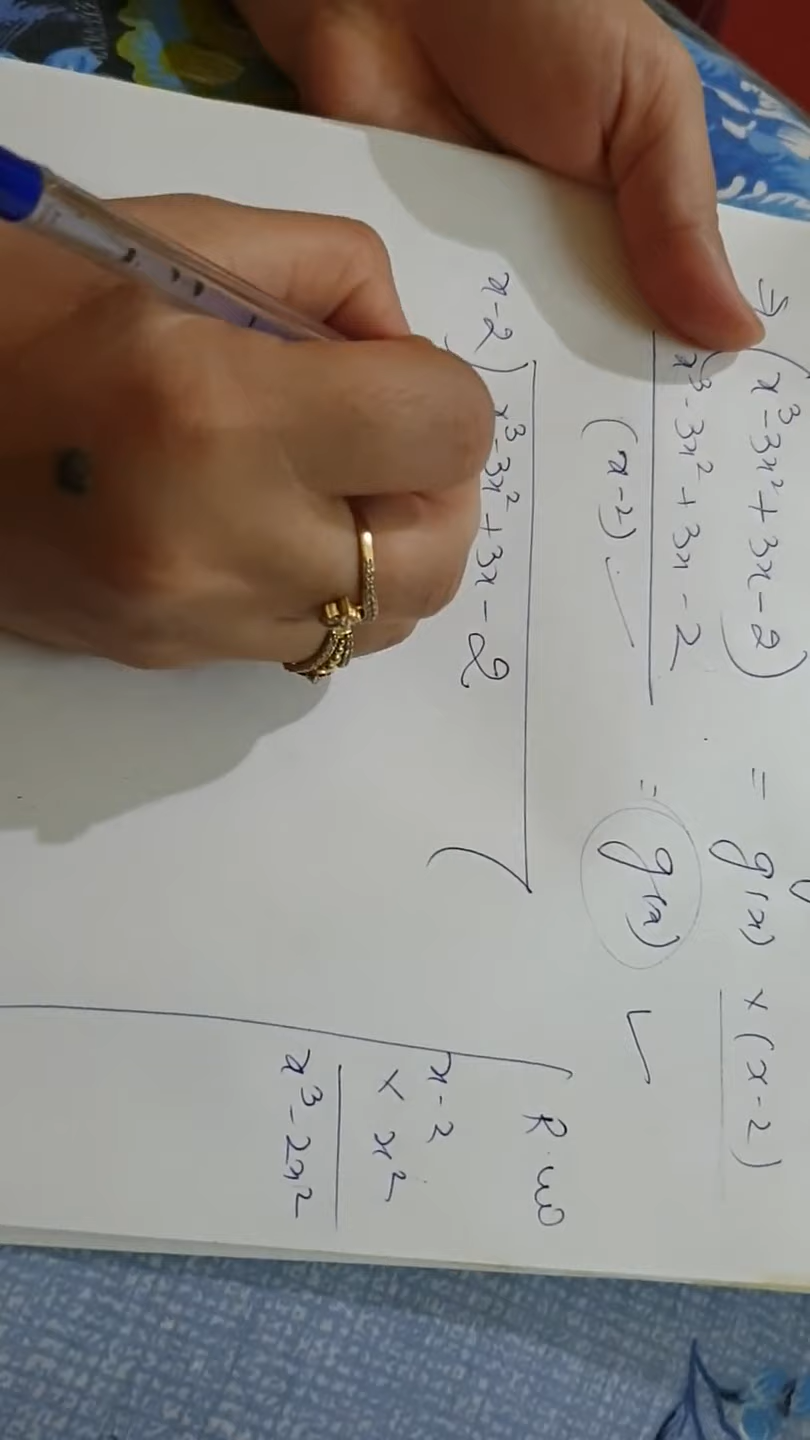 ⇒ (x³-3x²+3x-2) = g(x) × (x-2)
x³-3x²+3x-2 = g(x) ✓
(x-2) ✓
x-2) x³-3x²+3x-2
R.w
x-2
× x²
x³-2x²